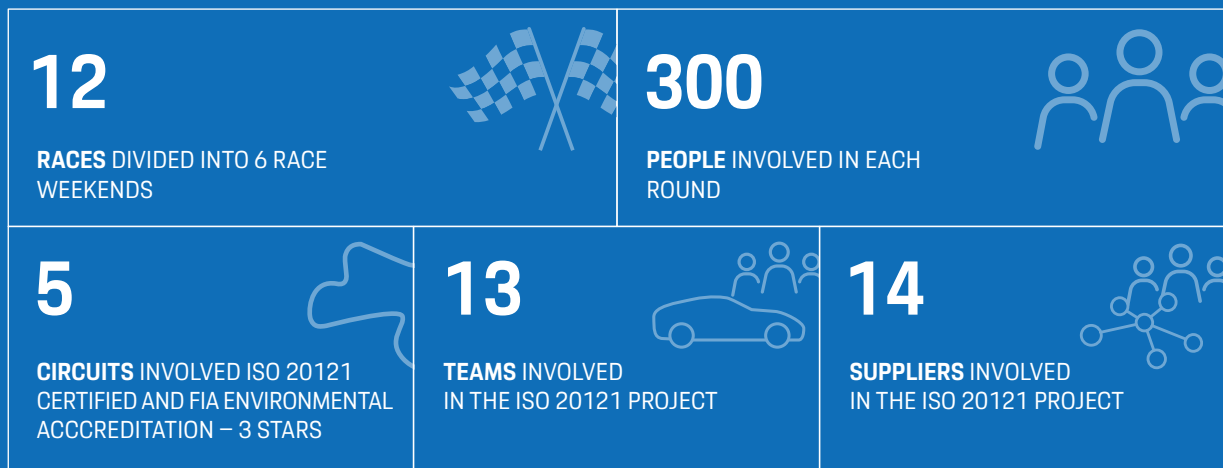 12
RACES DIVIDED INTO 6 RACE
WEEKENDS
300
PEOPLE INVOLVED IN EACH
ROUND
5
CIRCUITS INVOLVED ISO 20121
CERTIFIED AND FIA ENVIRONMENTAL
ACCCREDITATION – 3 STARS
13
TEAMS INVOLVED
IN THE ISO 20121 PROJECT
14
SUPPLIERS INVOLVED
IN THE ISO 20121 PROJECT